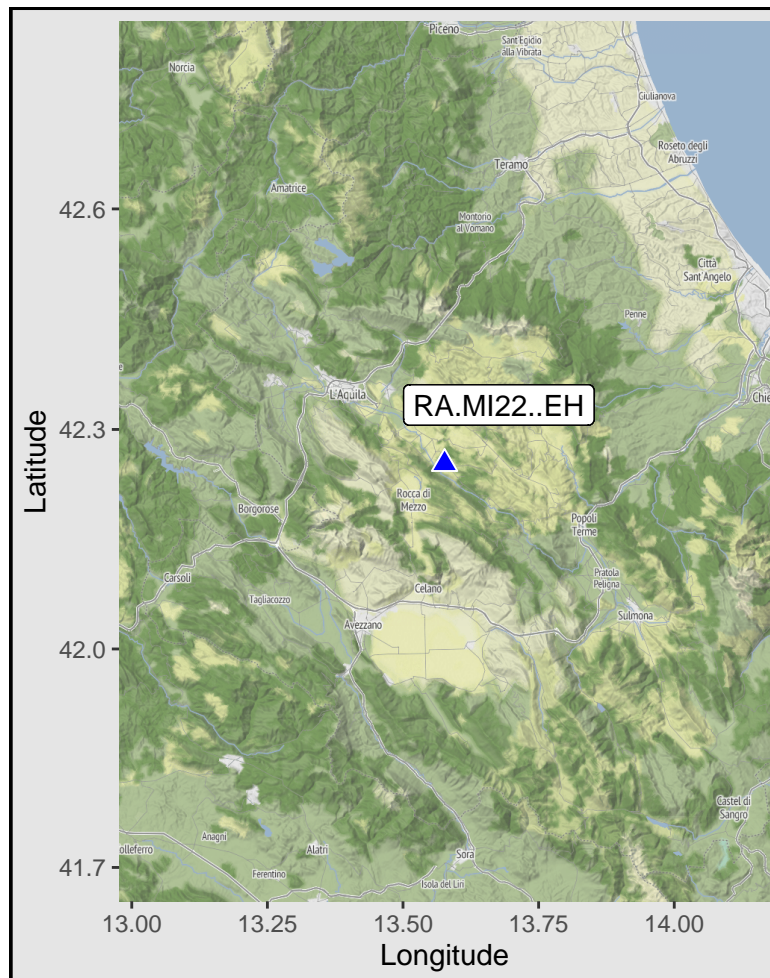 Piceno
Sant'Egidio
alla Vibrata
Norcia
Giulianova
Roseto degli
Abruzzi
Teramo
Amatrice
42.6
Montorio
al Vomano
Città
Sant'Angelo
Penne
L'Aquila
Chie
RA.MI22..EH
42.3
Latitude
Rocca di
Mezzo
Borgorose
Popoli
Terme
Carsoli
Pratola
Peligna
Celano
Tagliacozzo
Sulmona
Avezzano
42.0
Castel di
Sangro
Anagni
olleferro
Alatri
Sora
41.7
Ferentino
Isola del Liri
13.00
13.25
13.50
13.75
14.00
Longitude